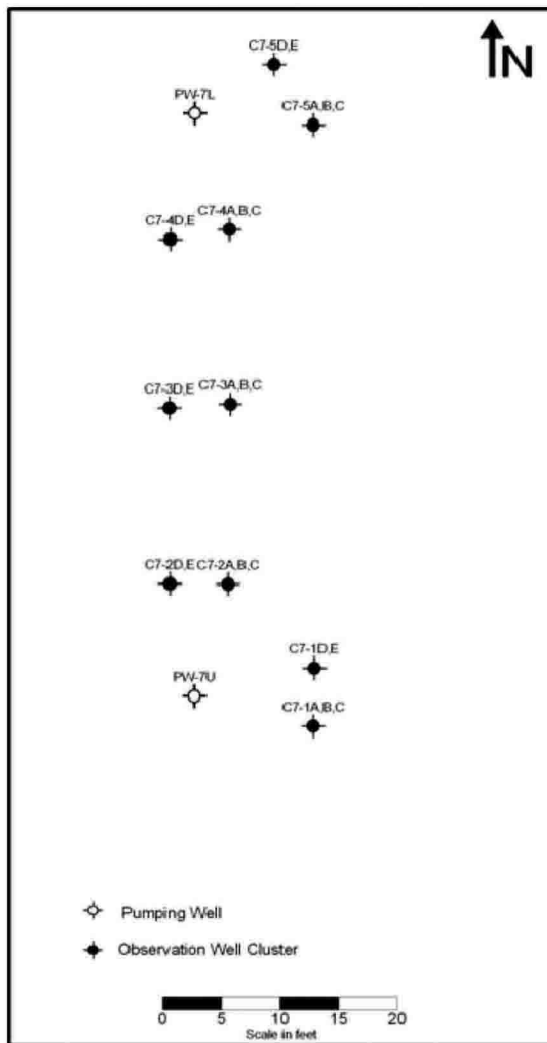 C7-5D,E
N
PW-7L
C7-5A,B,C
C7-4A,B,C
C7-4D,E
C7-3D,E
C7-3A,B,C
C7-2D,E
C7-2A,B,C
C7-1D,E
PW-7U
C7-1A,B,C
Pumping Well
Observation Well Cluster
0 5 10 15 20
Scale in feet